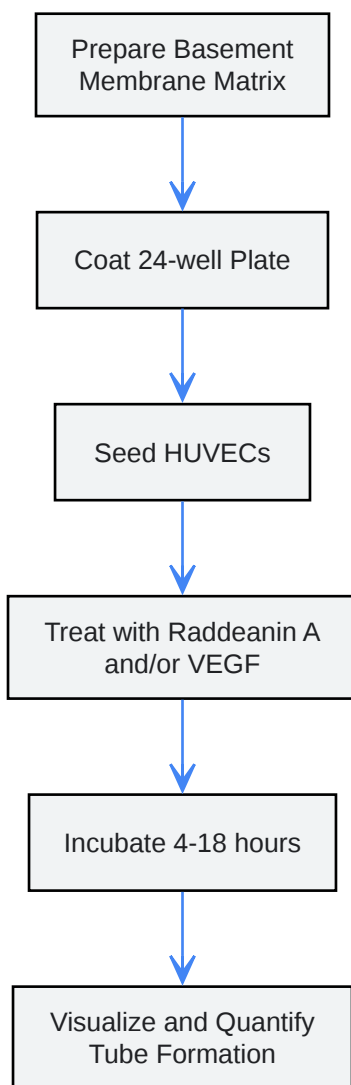 Prepare Basement
Membrane Matrix
Coat 24-well Plate
Seed HUVECs
Treat with Raddeanin A
and/or VEGF
Incubate 4-18 hours
Visualize and Quantify
Tube Formation